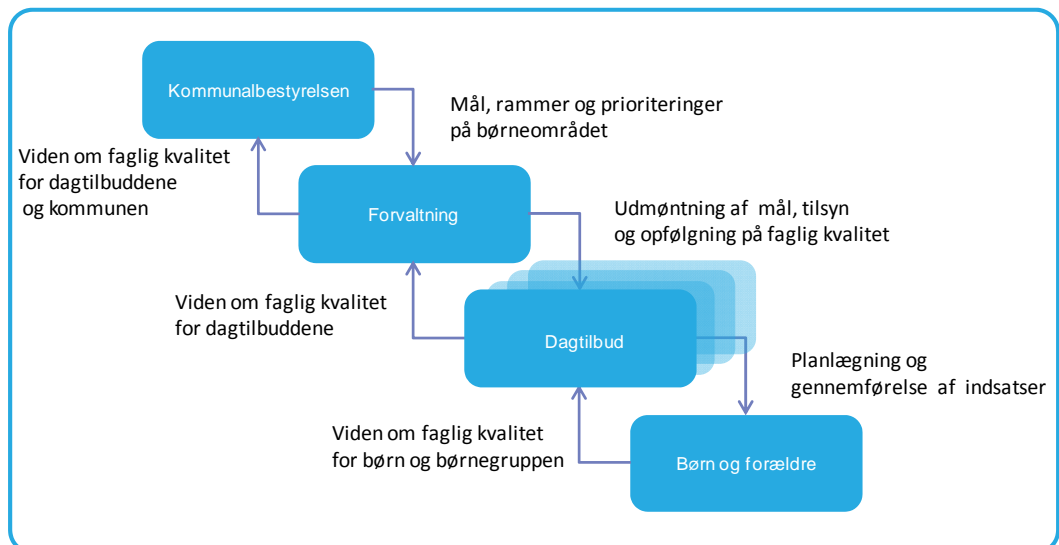 Kommunalbestyrelsen
Mål, rammer og prioriteringer
på børneområdet
Viden om faglig kvalitet
for dagtilbuddene
og kommunen
Forvaltning
Udmøntning af mål, tilsyn
og opfølgning på faglig kvalitet
Viden om faglig kvalitet
for dagtilbuddene
Dagtilbud
Planlægning og
gennemførelse af indsatser
Viden om faglig kvalitet
for børn og børnegruppen
Børn og forældre